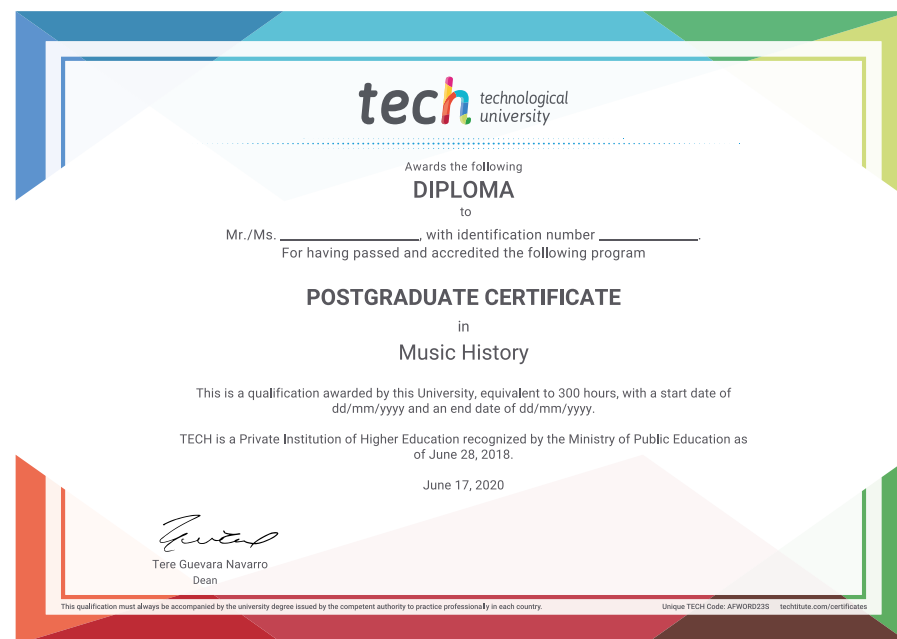 tech technological
university
Awards the following
DIPLOMA
to
Mr./Ms. ____________________, with identification number ______________.
For having passed and accredited the following program
POSTGRADUATE CERTIFICATE
in
Music History
This is a qualification awarded by this University, equivalent to 300 hours, with a start date of
dd/mm/yyyy and an end date of dd/mm/yyyy.
TECH is a Private Institution of Higher Education recognized by the Ministry of Public Education as
of June 28, 2018.
June 17, 2020
Tere Guevara Navarro
Dean
This qualification must always be accompanied by the university degree issued by the competent authority to practice professionally in each country. Unique TECH Code: AFWORD23S techtitute.com/certificates